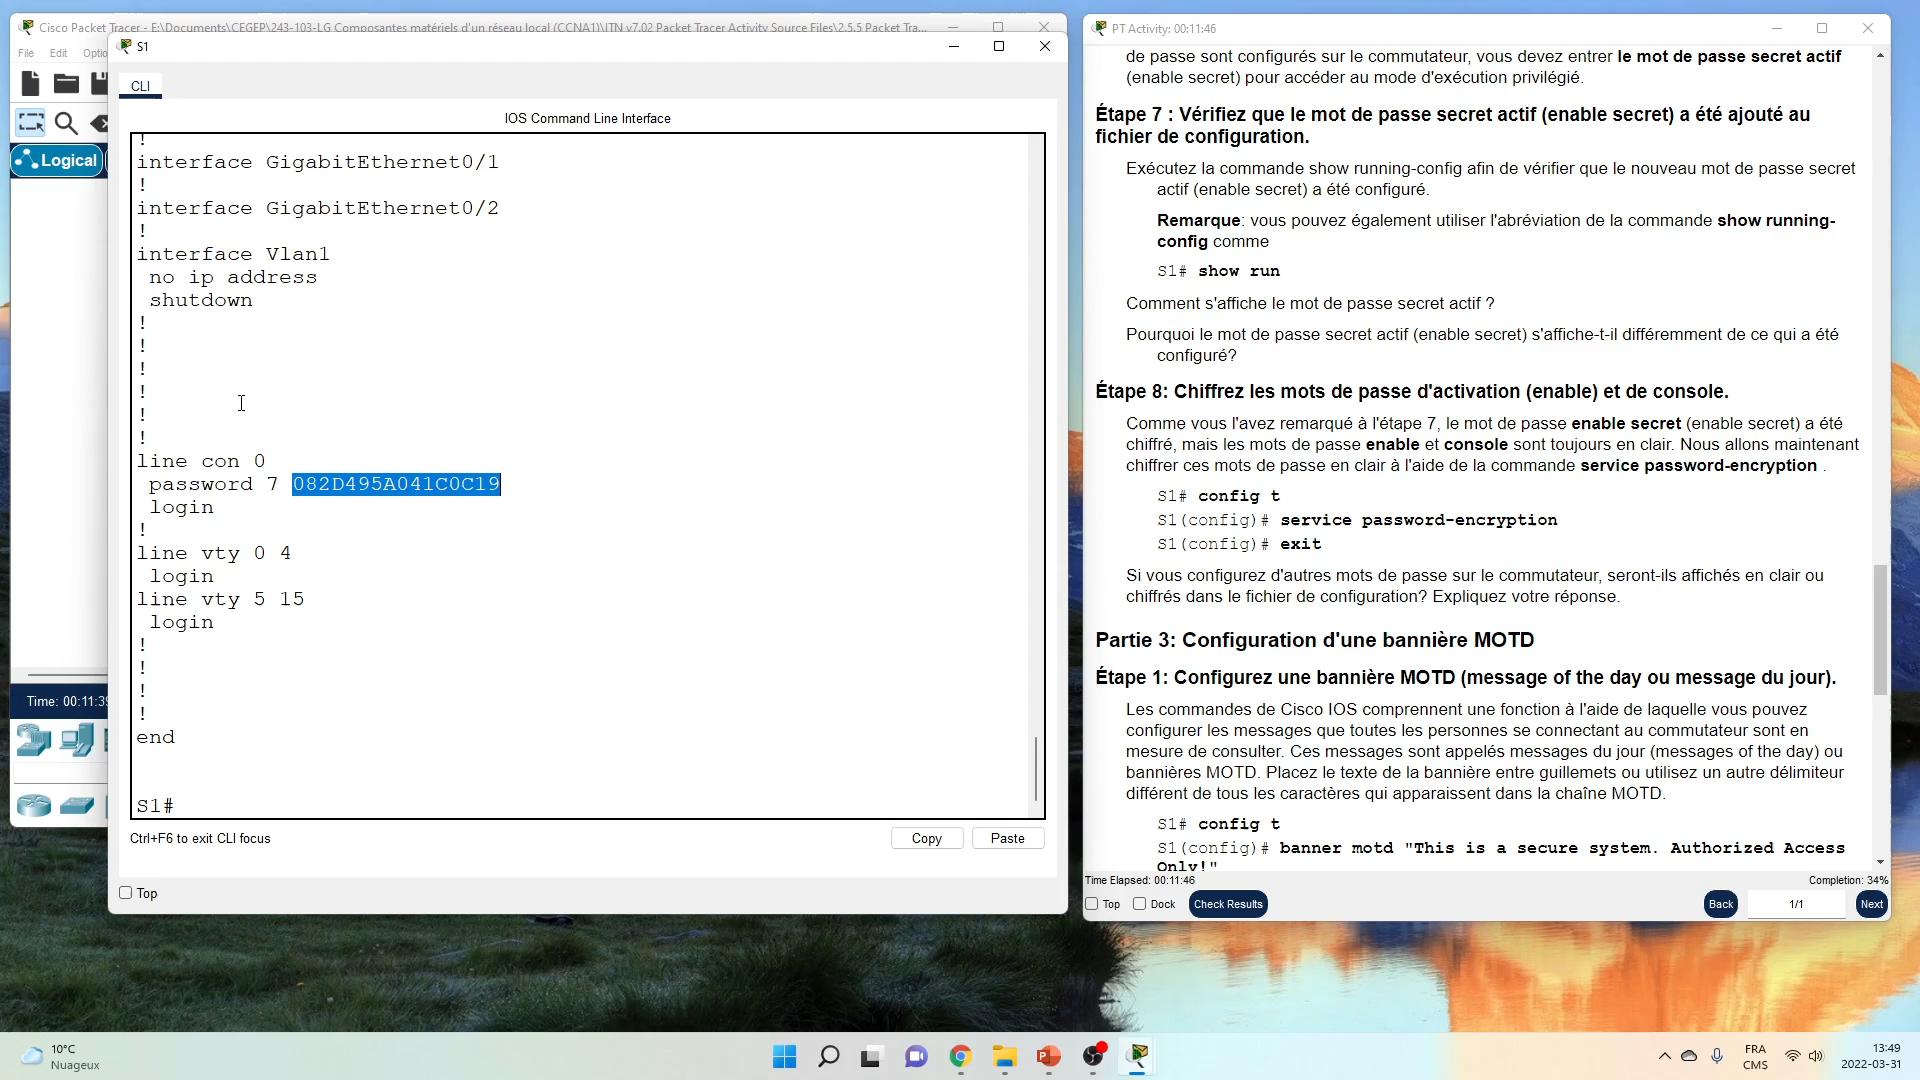 Cisco Packet Tracer - E:\Documents\CEGEP\243-103-LG Composantes matériels d'un réseau local (CCNA1)\ITN v7.02 Packet Tracer Activity Source Files\2.5.5 Packet Tra...
File Edit Optio
Logical
Time: 00:11:39
S1
CLI
IOS Command Line Interface
!
interface GigabitEthernet0/1
!
interface GigabitEthernet0/2
!
interface Vlan1
no ip address
shutdown
!
!
!
!
!
!
line con 0
password 7 082D495A041C0C19
login
!
line vty 0 4
login
line vty 5 15
login
!
!
!
!
end
S1#
Ctrl+F6 to exit CLI focus
Copy
Paste
Top
PT Activity: 00:11:46
de passe sont configurés sur le commutateur, vous devez entrer le mot de passe secret actif
(enable secret) pour accéder au mode d'exécution privilégié.
Étape 7 : Vérifiez que le mot de passe secret actif (enable secret) a été ajouté au
fichier de configuration.
Exécutez la commande show running-config afin de vérifier que le nouveau mot de passe secret
actif (enable secret) a été configuré.
Remarque: vous pouvez également utiliser l'abréviation de la commande show running-
config comme
S1# show run
Comment s'affiche le mot de passe secret actif ?
Pourquoi le mot de passe secret actif (enable secret) s'affiche-t-il différemment de ce qui a été
configuré?
Étape 8: Chiffrez les mots de passe d'activation (enable) et de console.
Comme vous l'avez remarqué à l'étape 7, le mot de passe enable secret (enable secret) a été
chiffré, mais les mots de passe enable et console sont toujours en clair. Nous allons maintenant
chiffrer ces mots de passe en clair à l'aide de la commande service password-encryption .
S1# config t
S1(config)# service password-encryption
S1(config)# exit
Si vous configurez d'autres mots de passe sur le commutateur, seront-ils affichés en clair ou
chiffrés dans le fichier de configuration? Expliquez votre réponse.
Partie 3: Configuration d'une bannière MOTD
Étape 1: Configurez une bannière MOTD (message of the day ou message du jour).
Les commandes de Cisco IOS comprennent une fonction à l'aide de laquelle vous pouvez
configurer les messages que toutes les personnes se connectant au commutateur sont en
mesure de consulter. Ces messages sont appelés messages du jour (messages of the day) ou
bannières MOTD. Placez le texte de la bannière entre guillemets ou utilisez un autre délimiteur
différent de tous les caractères qui apparaissent dans la chaîne MOTD.
S1# config t
S1(config)# banner motd "This is a secure system. Authorized Access
Only!"
Time Elapsed: 00:11:46
Completion: 34%
Top
Dock
Check Results
Back
1/1
Next
10°C
Nuageux
FRA
CMS
13:49
2022-03-31